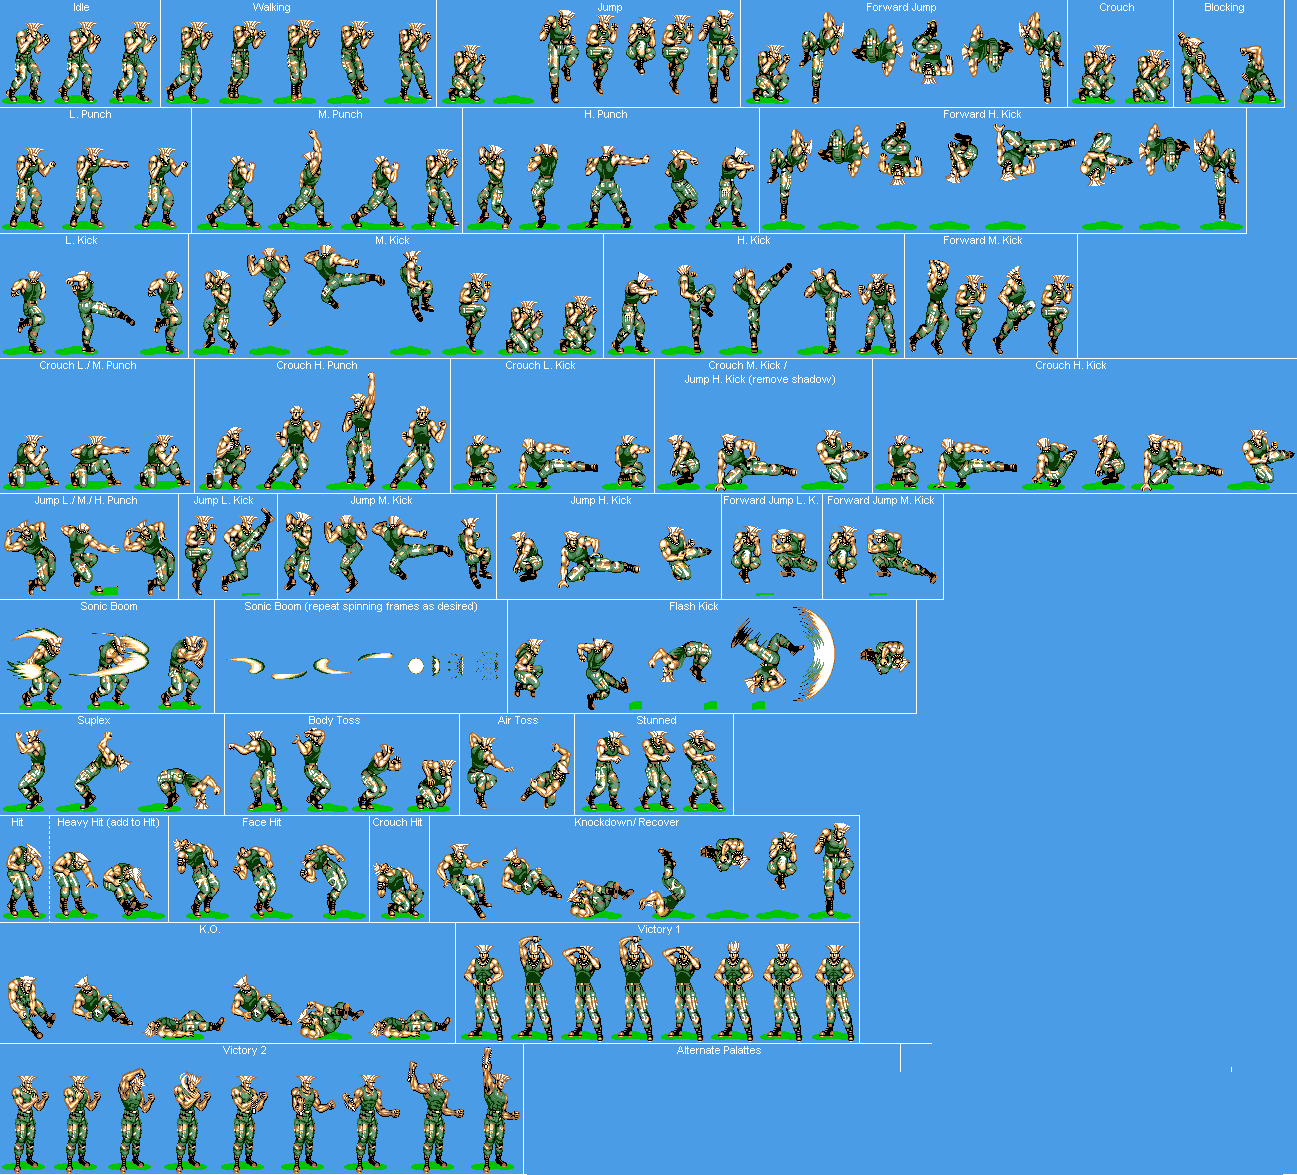 Idle
Walking
Jump
Forward Jump
Crouch
Blocking
L. Punch
M. Punch
H. Punch
Forward H. Kick
L. Kick
M. Kick
H. Kick
Forward M. Kick
Crouch L./ M. Punch
Crouch H. Punch
Crouch L. Kick
Crouch M. Kick /
Jump H. Kick (remove shadow)
Crouch H. Kick
Jump L./ M./ H. Punch
Jump L. Kick
Jump M. Kick
Jump H. Kick
Forward Jump L. K.
Forward Jump M. Kick
Sonic Boom
Sonic Boom (repeat spinning frames as desired)
Flash Kick
Suplex
Body Toss
Air Toss
Stunned
Hit
Heavy Hit (add to Hit)
Face Hit
Crouch Hit
Knockdown/ Recover
K.O.
Victory 1
Victory 2
Alternate Palattes